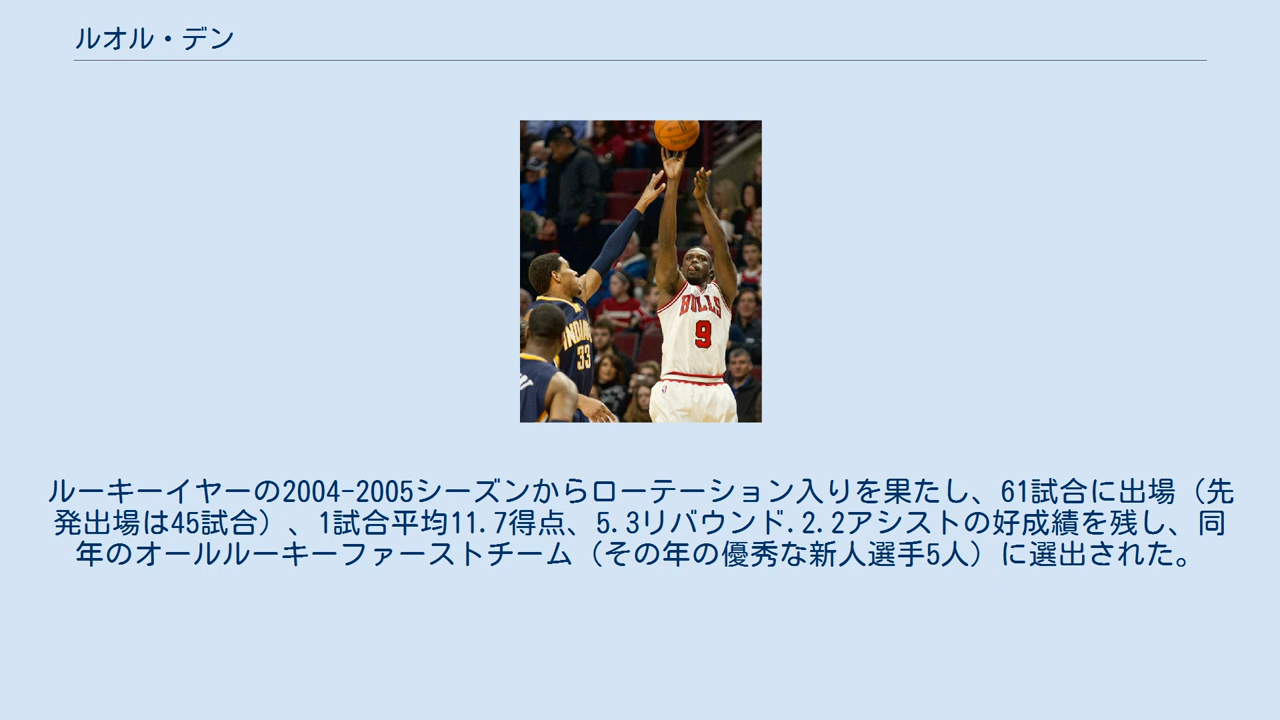 ルオル・デン
BULLS
9
INDIAN
33
ルーキーイヤーの2004-2005シーズンからローテーション入りを果たし、61試合に出場（先
発出場は45試合）、1試合平均11.7得点、5.3リバウンド.2.2アシストの好成績を残し、同
年のオールルーキーファーストチーム（その年の優秀な新人選手5人）に選出された。